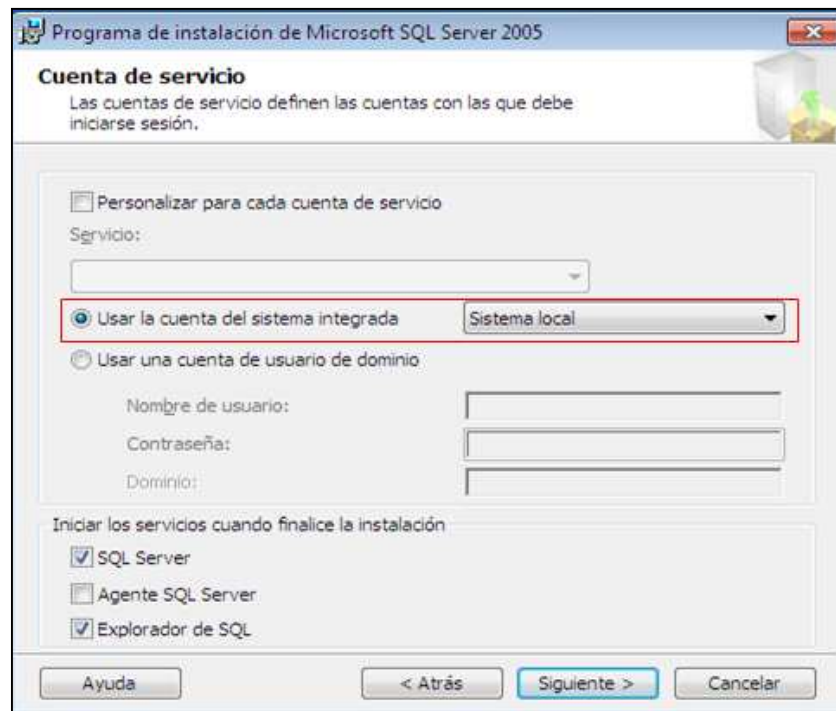 Programa de instalación de Microsoft SQL Server 2005
Cuenta de servicio
Las cuentas de servicio definen las cuentas con las que debe
iniciarse sesión.
Personalizar para cada cuenta de servicio
Servicio:
Usar la cuenta del sistema integrada Sistema local
Usar una cuenta de usuario de dominio
Nombre de usuario:
Contraseña:
Dominio:
Iniciar los servicios cuando finalice la instalación
SQL Server
Agente SQL Server
Explorador de SQL
Ayuda < Atrás Siguiente > Cancelar